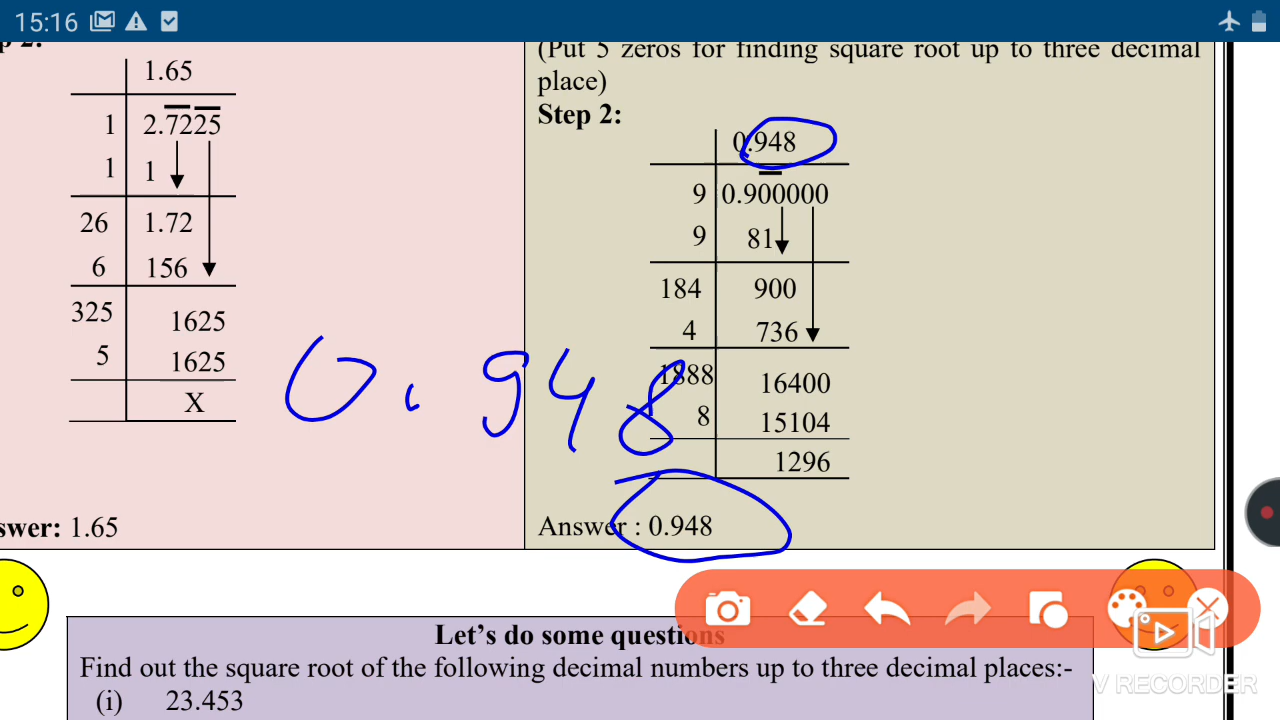 15:16
1.65
1 2.7225
1 1
26 1.72
6 156
325 1625
5 1625
X
swer: 1.65
(Put 5 zeros for finding square root up to three decimal
place)
Step 2:
0.948
9 0.900000
9 81
184 900
4 736
1888 16400
8 15104
1296
0.948
Answer : 0.948
Let's do some questions
Find out the square root of the following decimal numbers up to three decimal places:-
(i) 23.453
V RECORDER